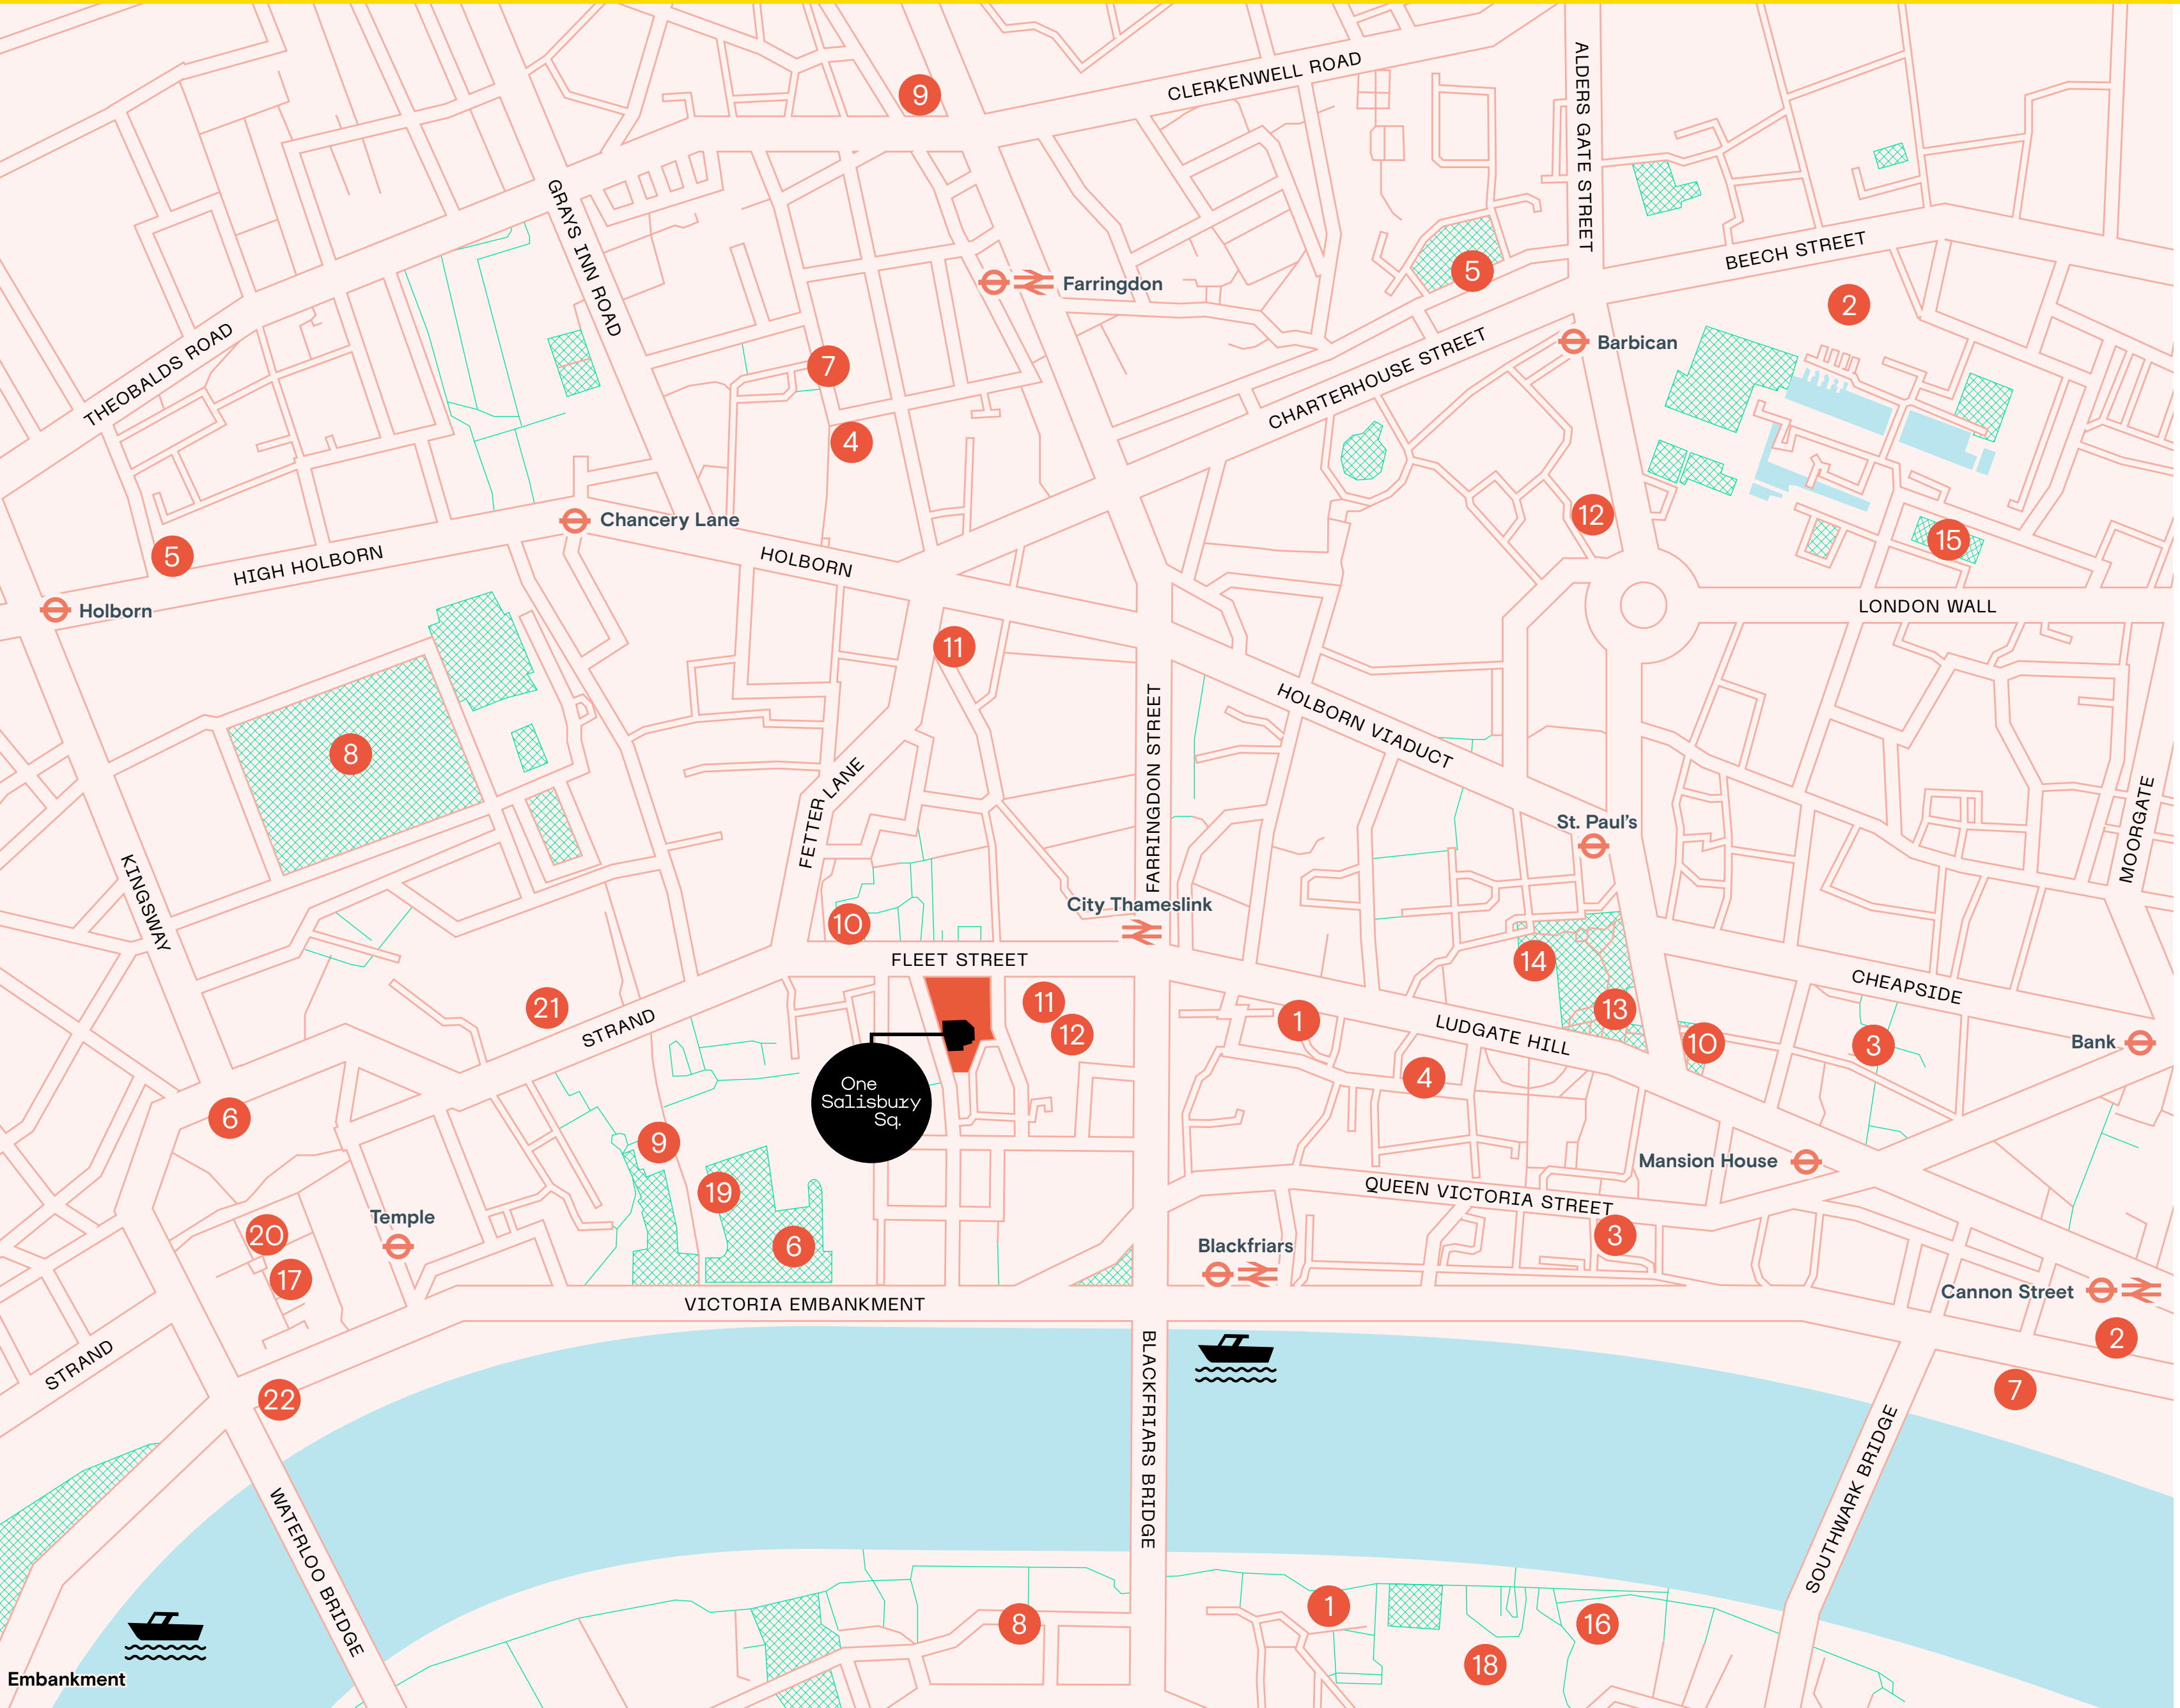 9
CLERKENWELL ROAD
ALDERS GATE STREET
GRAYS INN ROAD
5
BEECH STREET
Farringdon
2
THEOBALDS ROAD
7
Barbican
CHARTERHOUSE STREET
4
12
Chancery Lane
15
5
HIGH HOLBORN
HOLBORN
Holborn
LONDON WALL
11
8
HOLBORN VIADUCT
FARRINGDON STREET
FETTER LANE
St. Paul's
MOORGATE
KINGSWAY
City Thameslink
10
FLEET STREET
14
CHEAPSIDE
21
STRAND
11
12
1
13
LUDGATE HILL
10
3
Bank
One
Salisbury
Sq.
4
6
9
Mansion House
19
QUEEN VICTORIA STREET
20
Temple
6
3
17
Blackfriars
Cannon Street
VICTORIA EMBANKMENT
2
STRAND
22
7
BLACKFRIARS BRIDGE
SOUTHWARK BRIDGE
WATERLOO BRIDGE
8
1
16
18
Embankment